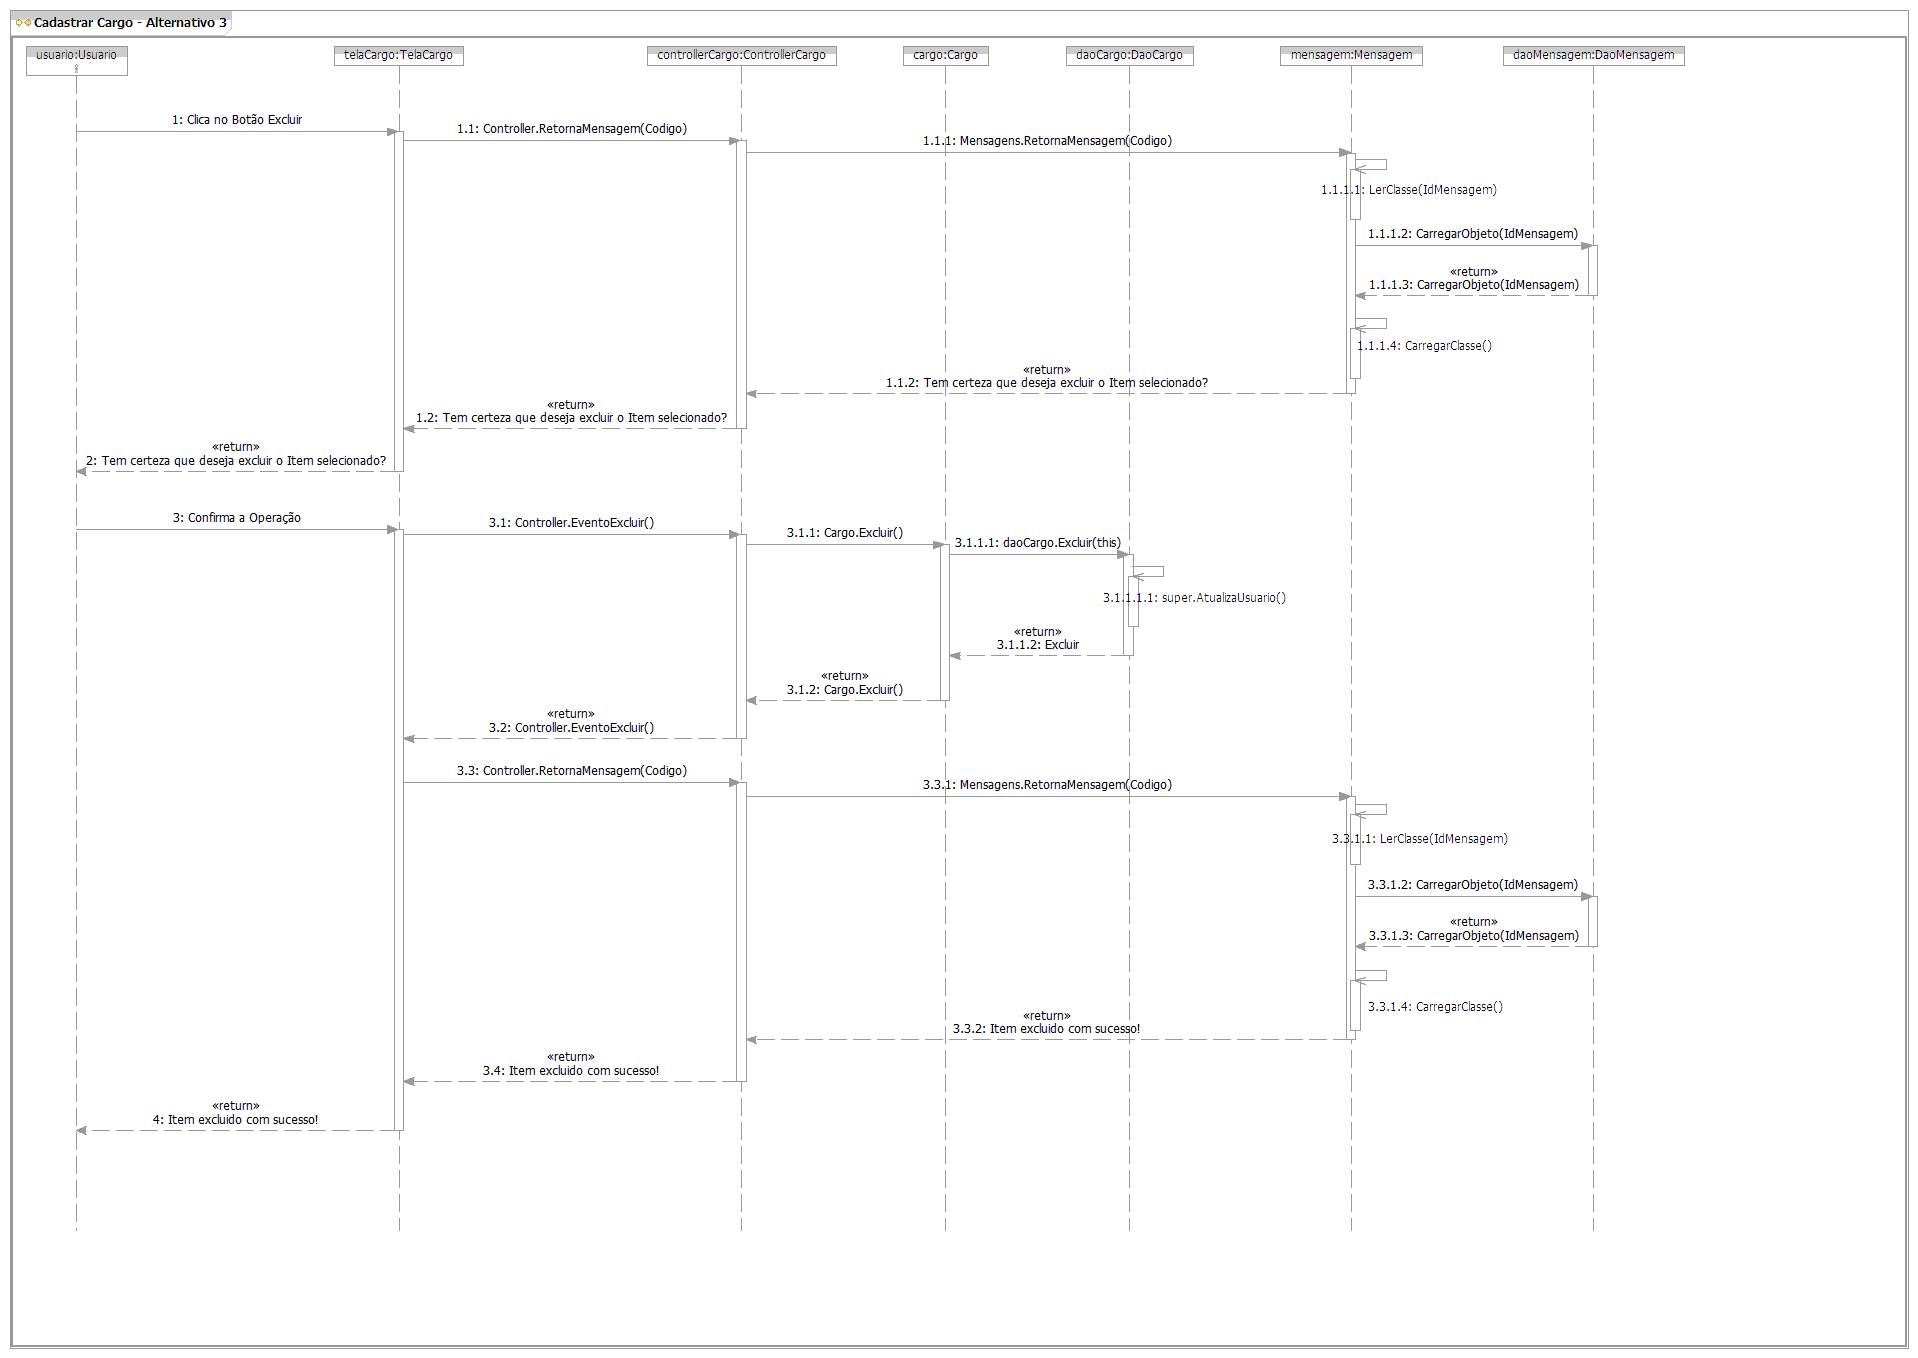 Cadastrar Cargo - Alternativo 3
usuario:Usuario
telaCargo:TelaCargo
controllerCargo:ControllerCargo
cargo:Cargo
daoCargo:DaoCargo
mensagem:Mensagem
daoMensagem:DaoMensagem
1: Clica no Botão Excluir
1.1: Controller.RetornaMensagem(Codigo)
1.1.1: Mensagens.RetornaMensagem(Codigo)
1.1.1.1: LerClasse(IdMensagem)
1.1.1.2: CarregarObjeto(IdMensagem)
«return»
1.1.1.3: CarregarObjeto(IdMensagem)
1.1.1.4: CarregarClasse()
«return»
1.1.2: Tem certeza que deseja excluir o Item selecionado?
«return»
1.2: Tem certeza que deseja excluir o Item selecionado?
«return»
2: Tem certeza que deseja excluir o Item selecionado?
3: Confirma a Operação
3.1: Controller.EventoExcluir()
3.1.1: Cargo.Excluir()
3.1.1.1: daoCargo.Excluir(this)
3.1.1.1.1: super.AtualizaUsuario()
«return»
3.1.1.2: Excluir
«return»
3.1.2: Cargo.Excluir()
«return»
3.2: Controller.EventoExcluir()
3.3: Controller.RetornaMensagem(Codigo)
3.3.1: Mensagens.RetornaMensagem(Codigo)
3.3.1.1: LerClasse(IdMensagem)
3.3.1.2: CarregarObjeto(IdMensagem)
«return»
3.3.1.3: CarregarObjeto(IdMensagem)
3.3.1.4: CarregarClasse()
«return»
3.3.2: Item excluido com sucesso!
«return»
3.4: Item excluido com sucesso!
«return»
4: Item excluido com sucesso!